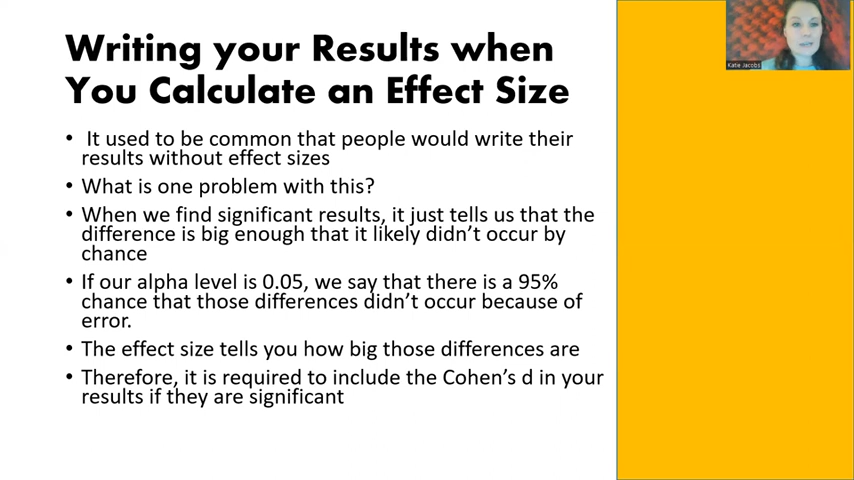 Writing your Results when
You Calculate an Effect Size
Katie Jacobs
• It used to be common that people would write their
results without effect sizes
• What is one problem with this?
• When we find significant results, it just tells us that the
difference is big enough that it likely didn't occur by
chance
• If our alpha level is 0.05, we say that there is a 95%
chance that those differences didn't occur because of
error.
• The effect size tells you how big those differences are
• Therefore, it is required to include the Cohen's d in your
results if they are significant